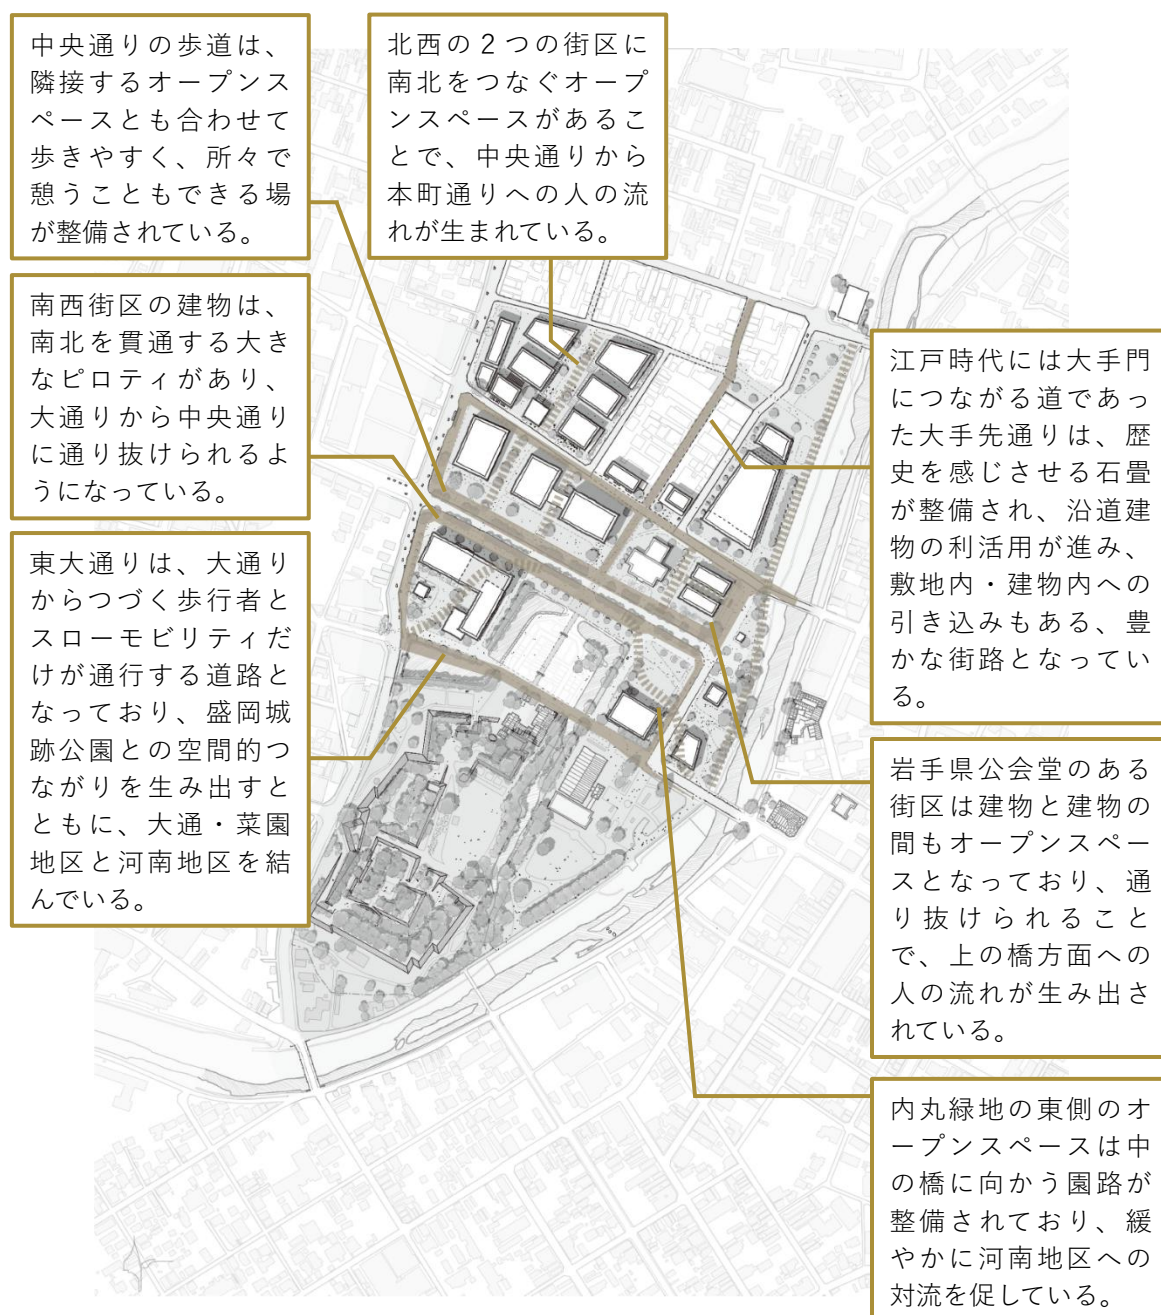 中央通りの歩道は、
隣接するオープンス
ペースとも合わせて
歩きやすく、所々で
憩うこともできる場
が整備されている。
北西の２つの街区に
南北をつなぐオープ
ンスペースがあるこ
とで、中央通りから
本町通りへの人の流
れが生まれている。
南西街区の建物は、
南北を貫通する大き
なピロティがあり、
大通りから中央通り
に通り抜けられるよ
うになっている。
東大通りは、大通り
からつづく歩行者と
スローモビリティだ
けが通行する道路と
なっており、盛岡城
跡公園との空間的つ
ながりを生み出すと
ともに、大通・菜園
地区と河南地区を結
んでいる。
江戸時代には大手門
につながる道であっ
た大手先通りは、歴
史を感じさせる石畳
が整備され、沿道建
物の利活用が進み、
敷地内・建物内への
引き込みもある、豊
かな街路となってい
る。
岩手県公会堂のある
街区は建物と建物の
間もオープンスペー
スとなっており、通
り抜けられること
で、上の橋方面への
人の流れが生み出さ
れている。
内丸緑地の東側のオ
ープンスペースは中
の橋に向かう園路が
整備されており、緩
やかに河南地区への
対流を促している。